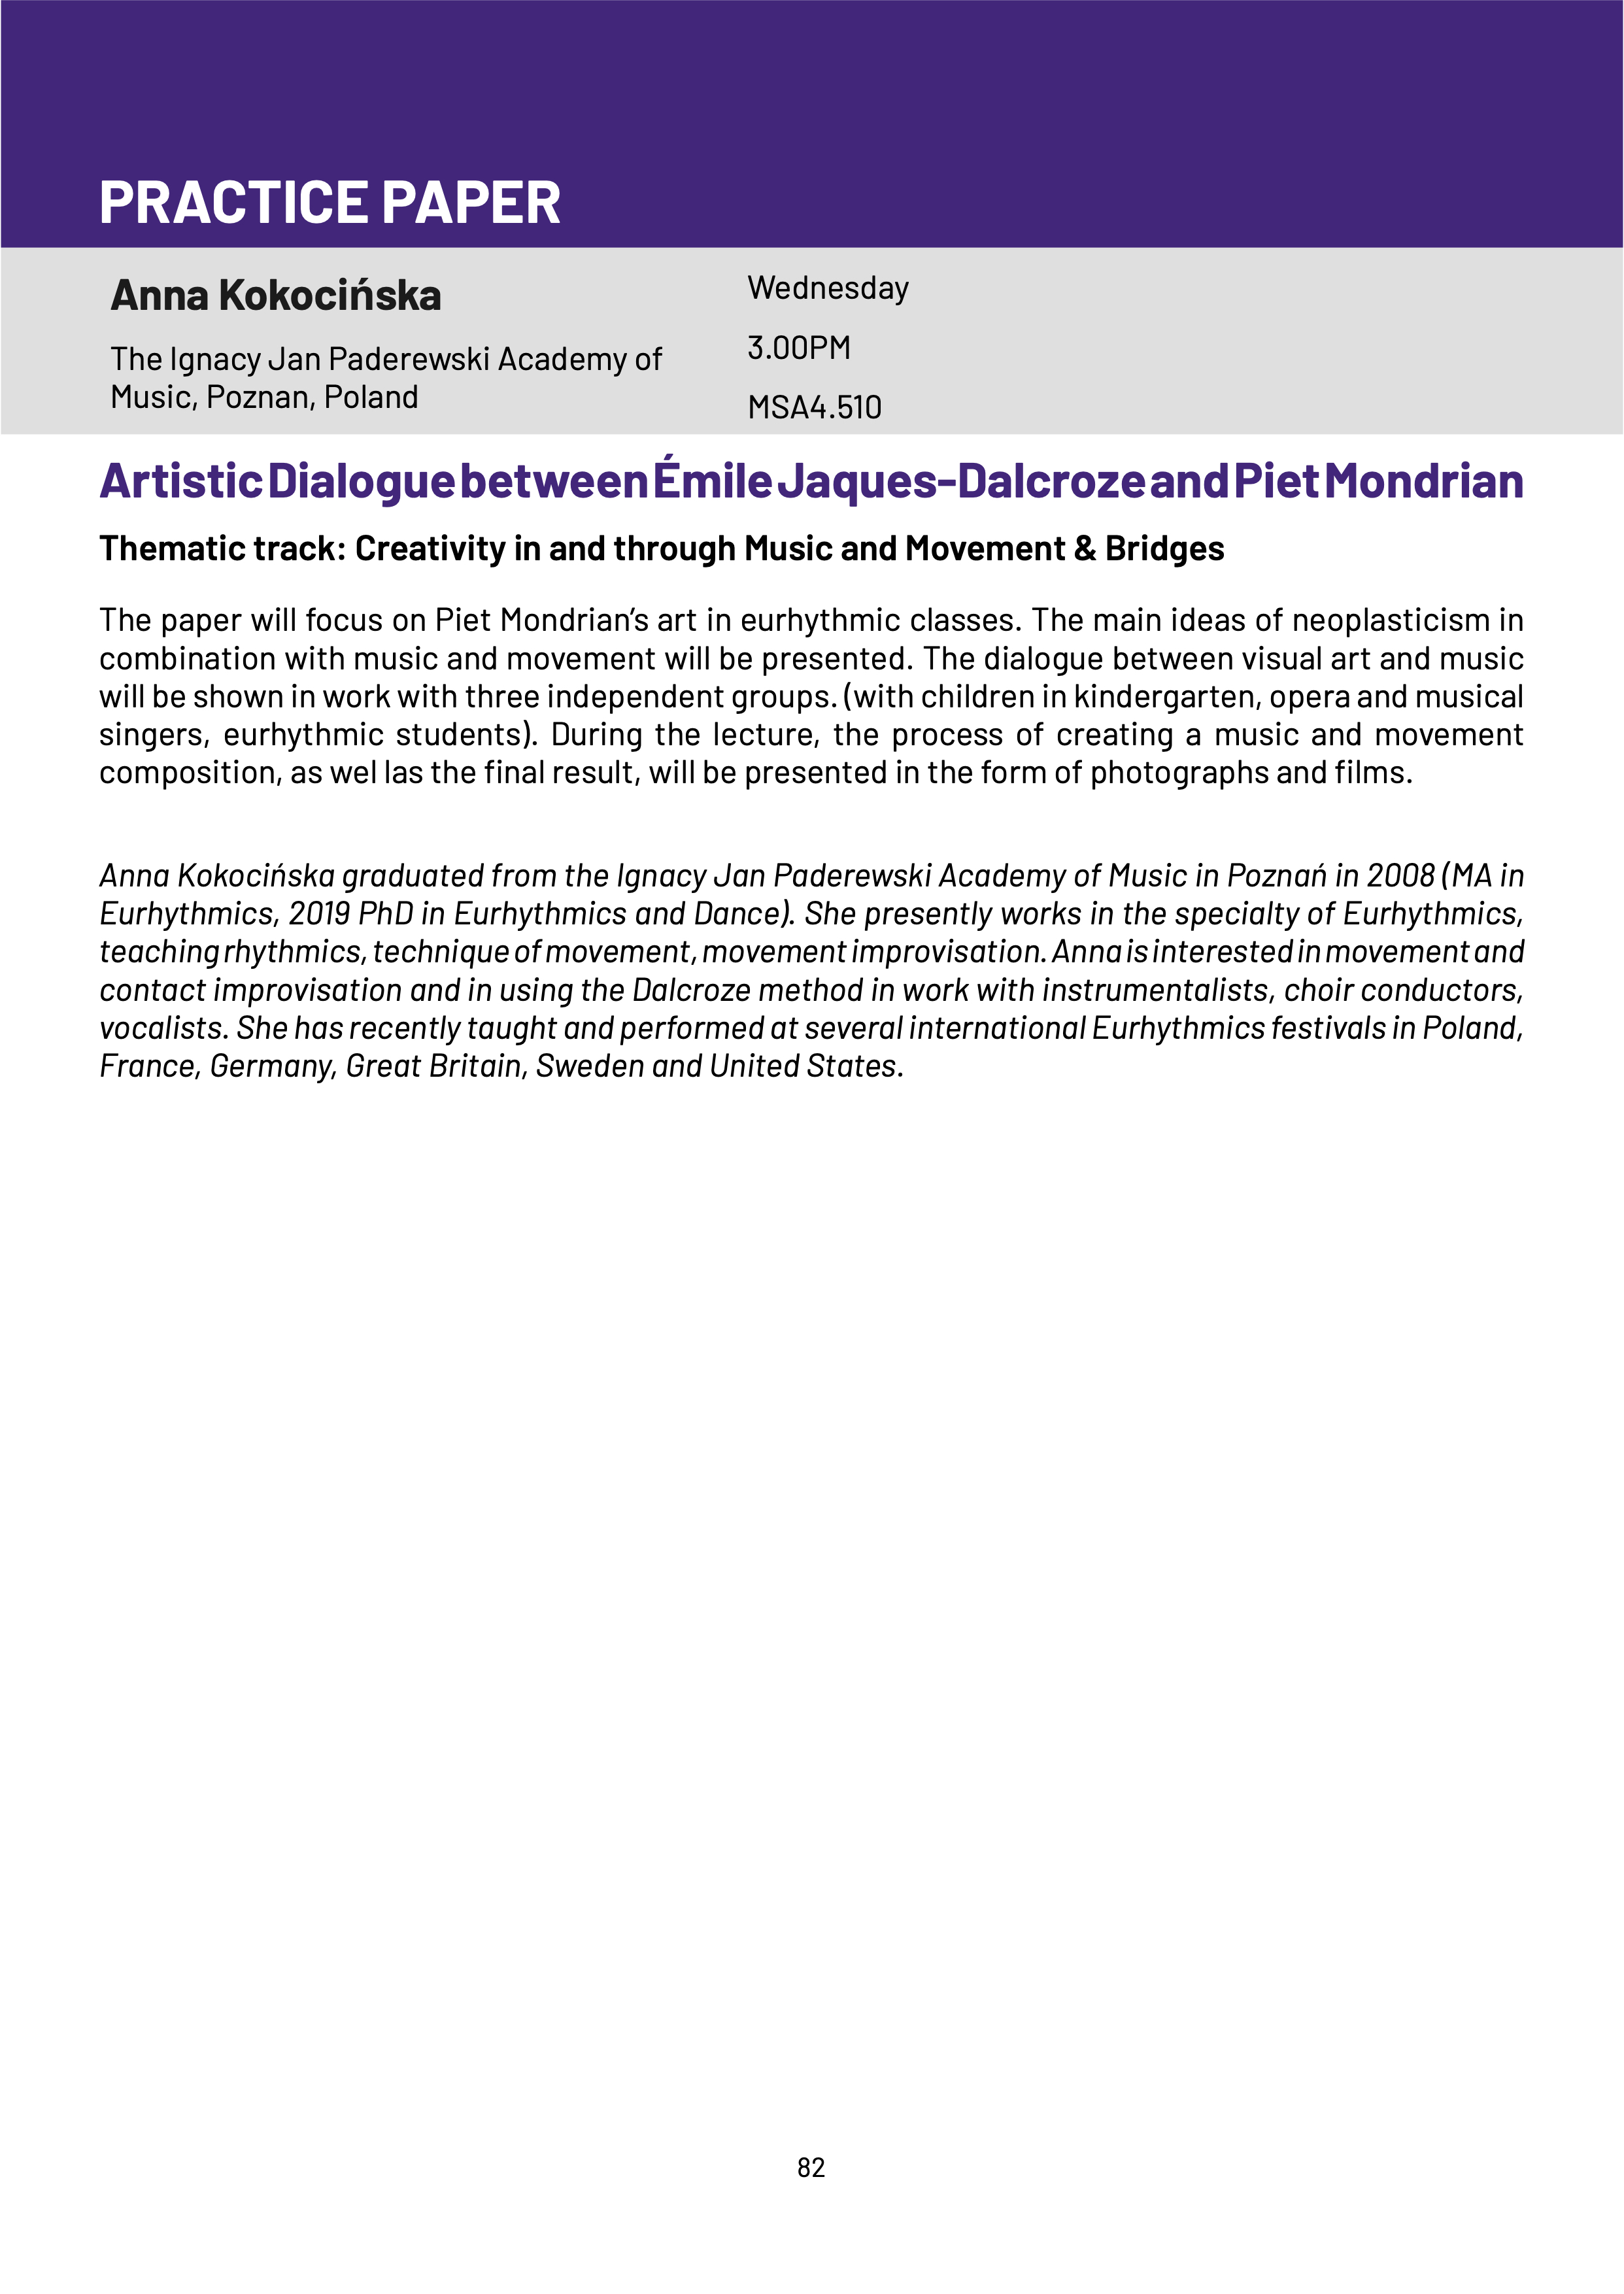 PRACTICE PAPER
Anna Kokocińska
The Ignacy Jan Paderewski Academy of
Music, Poznan, Poland
Wednesday
3.00PM
MSA4.510
Artistic Dialogue between Émile Jaques-Dalcroze and Piet Mondrian
Thematic track: Creativity in and through Music and Movement & Bridges
The paper will focus on Piet Mondrian’s art in eurhythmic classes. The main ideas of neoplasticism in
combination with music and movement will be presented. The dialogue between visual art and music
will be shown in work with three independent groups. (with children in kindergarten, opera and musical
singers, eurhythmic students). During the lecture, the process of creating a music and movement
composition, as wel las the final result, will be presented in the form of photographs and films.
Anna Kokocińska graduated from the Ignacy Jan Paderewski Academy of Music in Poznań in 2008 (MA in
Eurhythmics, 2019 PhD in Eurhythmics and Dance). She presently works in the specialty of Eurhythmics,
teaching rhythmics, technique of movement, movement improvisation. Anna is interested in movement and
contact improvisation and in using the Dalcroze method in work with instrumentalists, choir conductors,
vocalists. She has recently taught and performed at several international Eurhythmics festivals in Poland,
France, Germany, Great Britain, Sweden and United States.
82